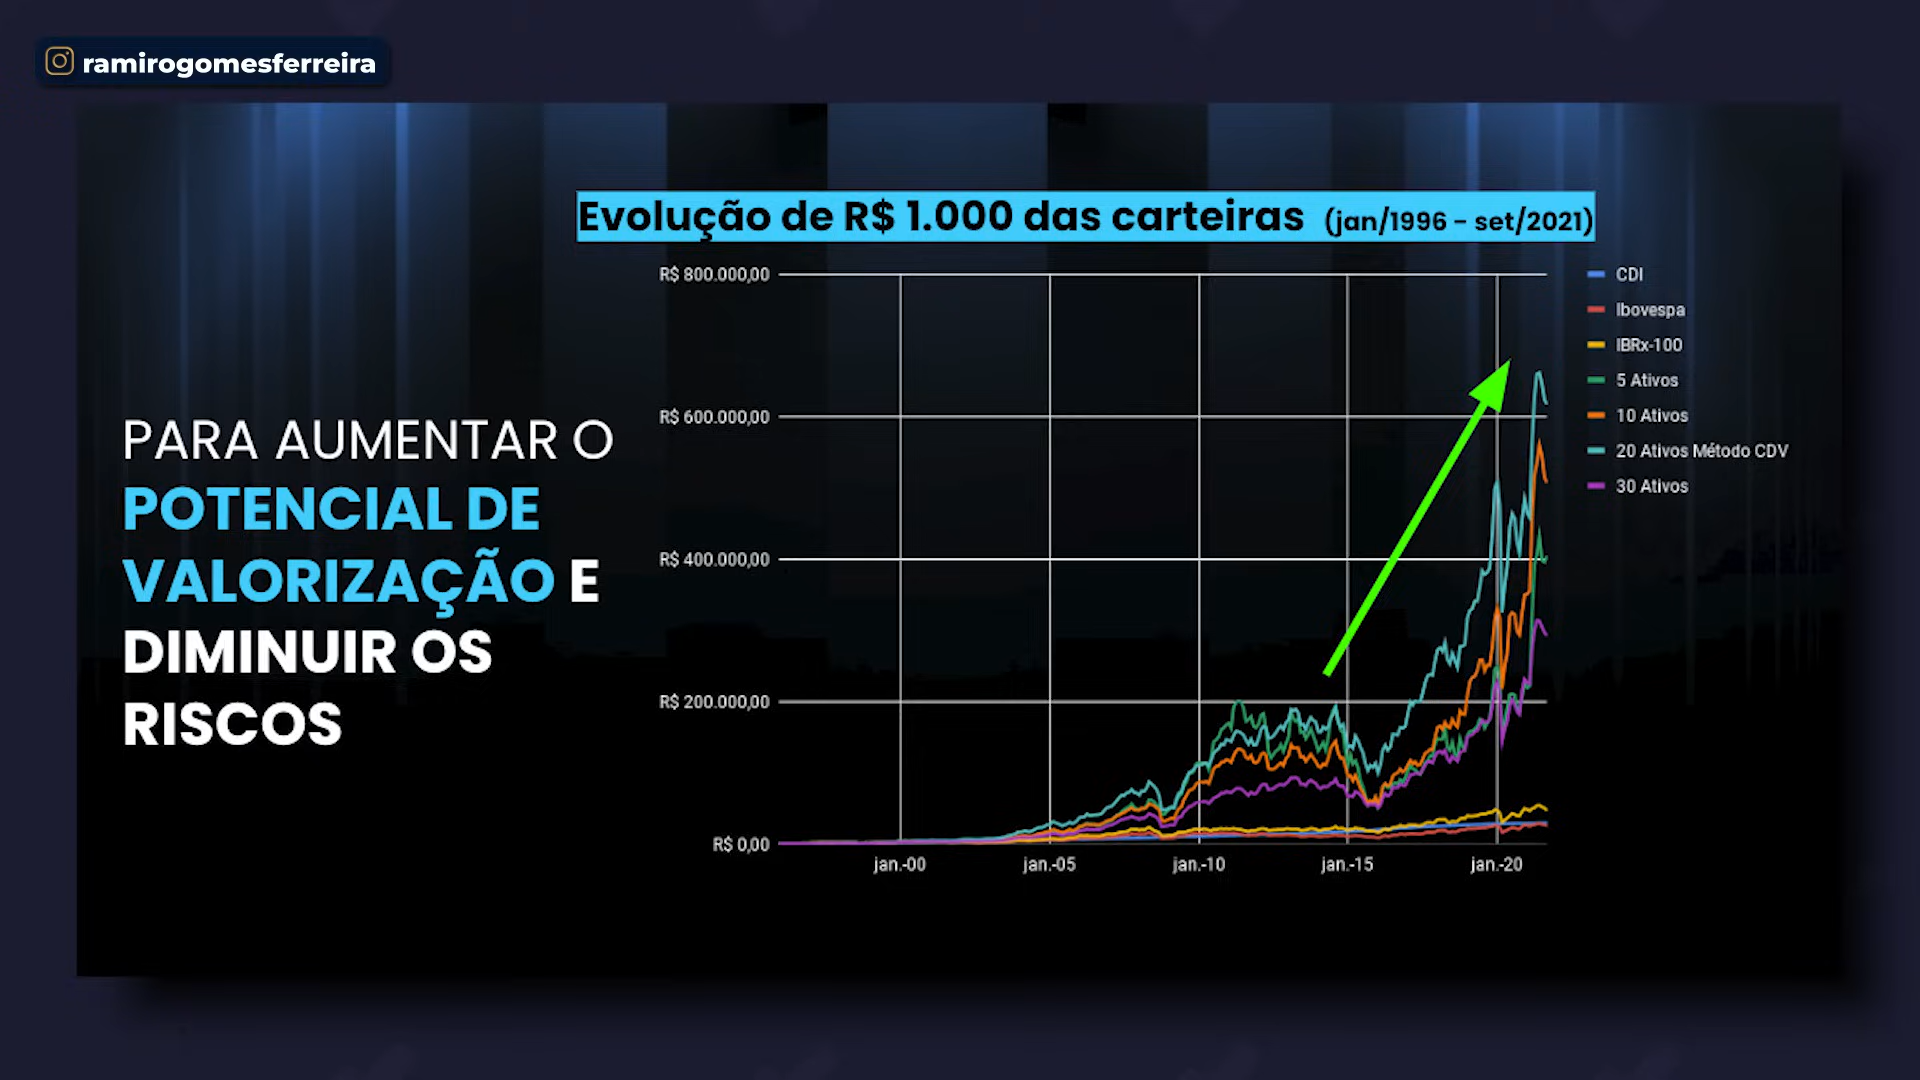 ramirogomesferreira
Evolução de R$ 1.000 das carteiras (jan/1996 - set/2021)
PARA AUMENTAR O
POTENCIAL DE
VALORIZAÇÃO E
DIMINUIR OS
RISCOS
R$ 800.000,00
R$ 600.000,00
R$ 400.000,00
R$ 200.000,00
R$ 0,00
jan.-00
jan.-05
jan.-10
jan.-15
jan.-20
CDI
Ibovespa
IBRx-100
5 Ativos
10 Ativos
20 Ativos Método CDV
30 Ativos